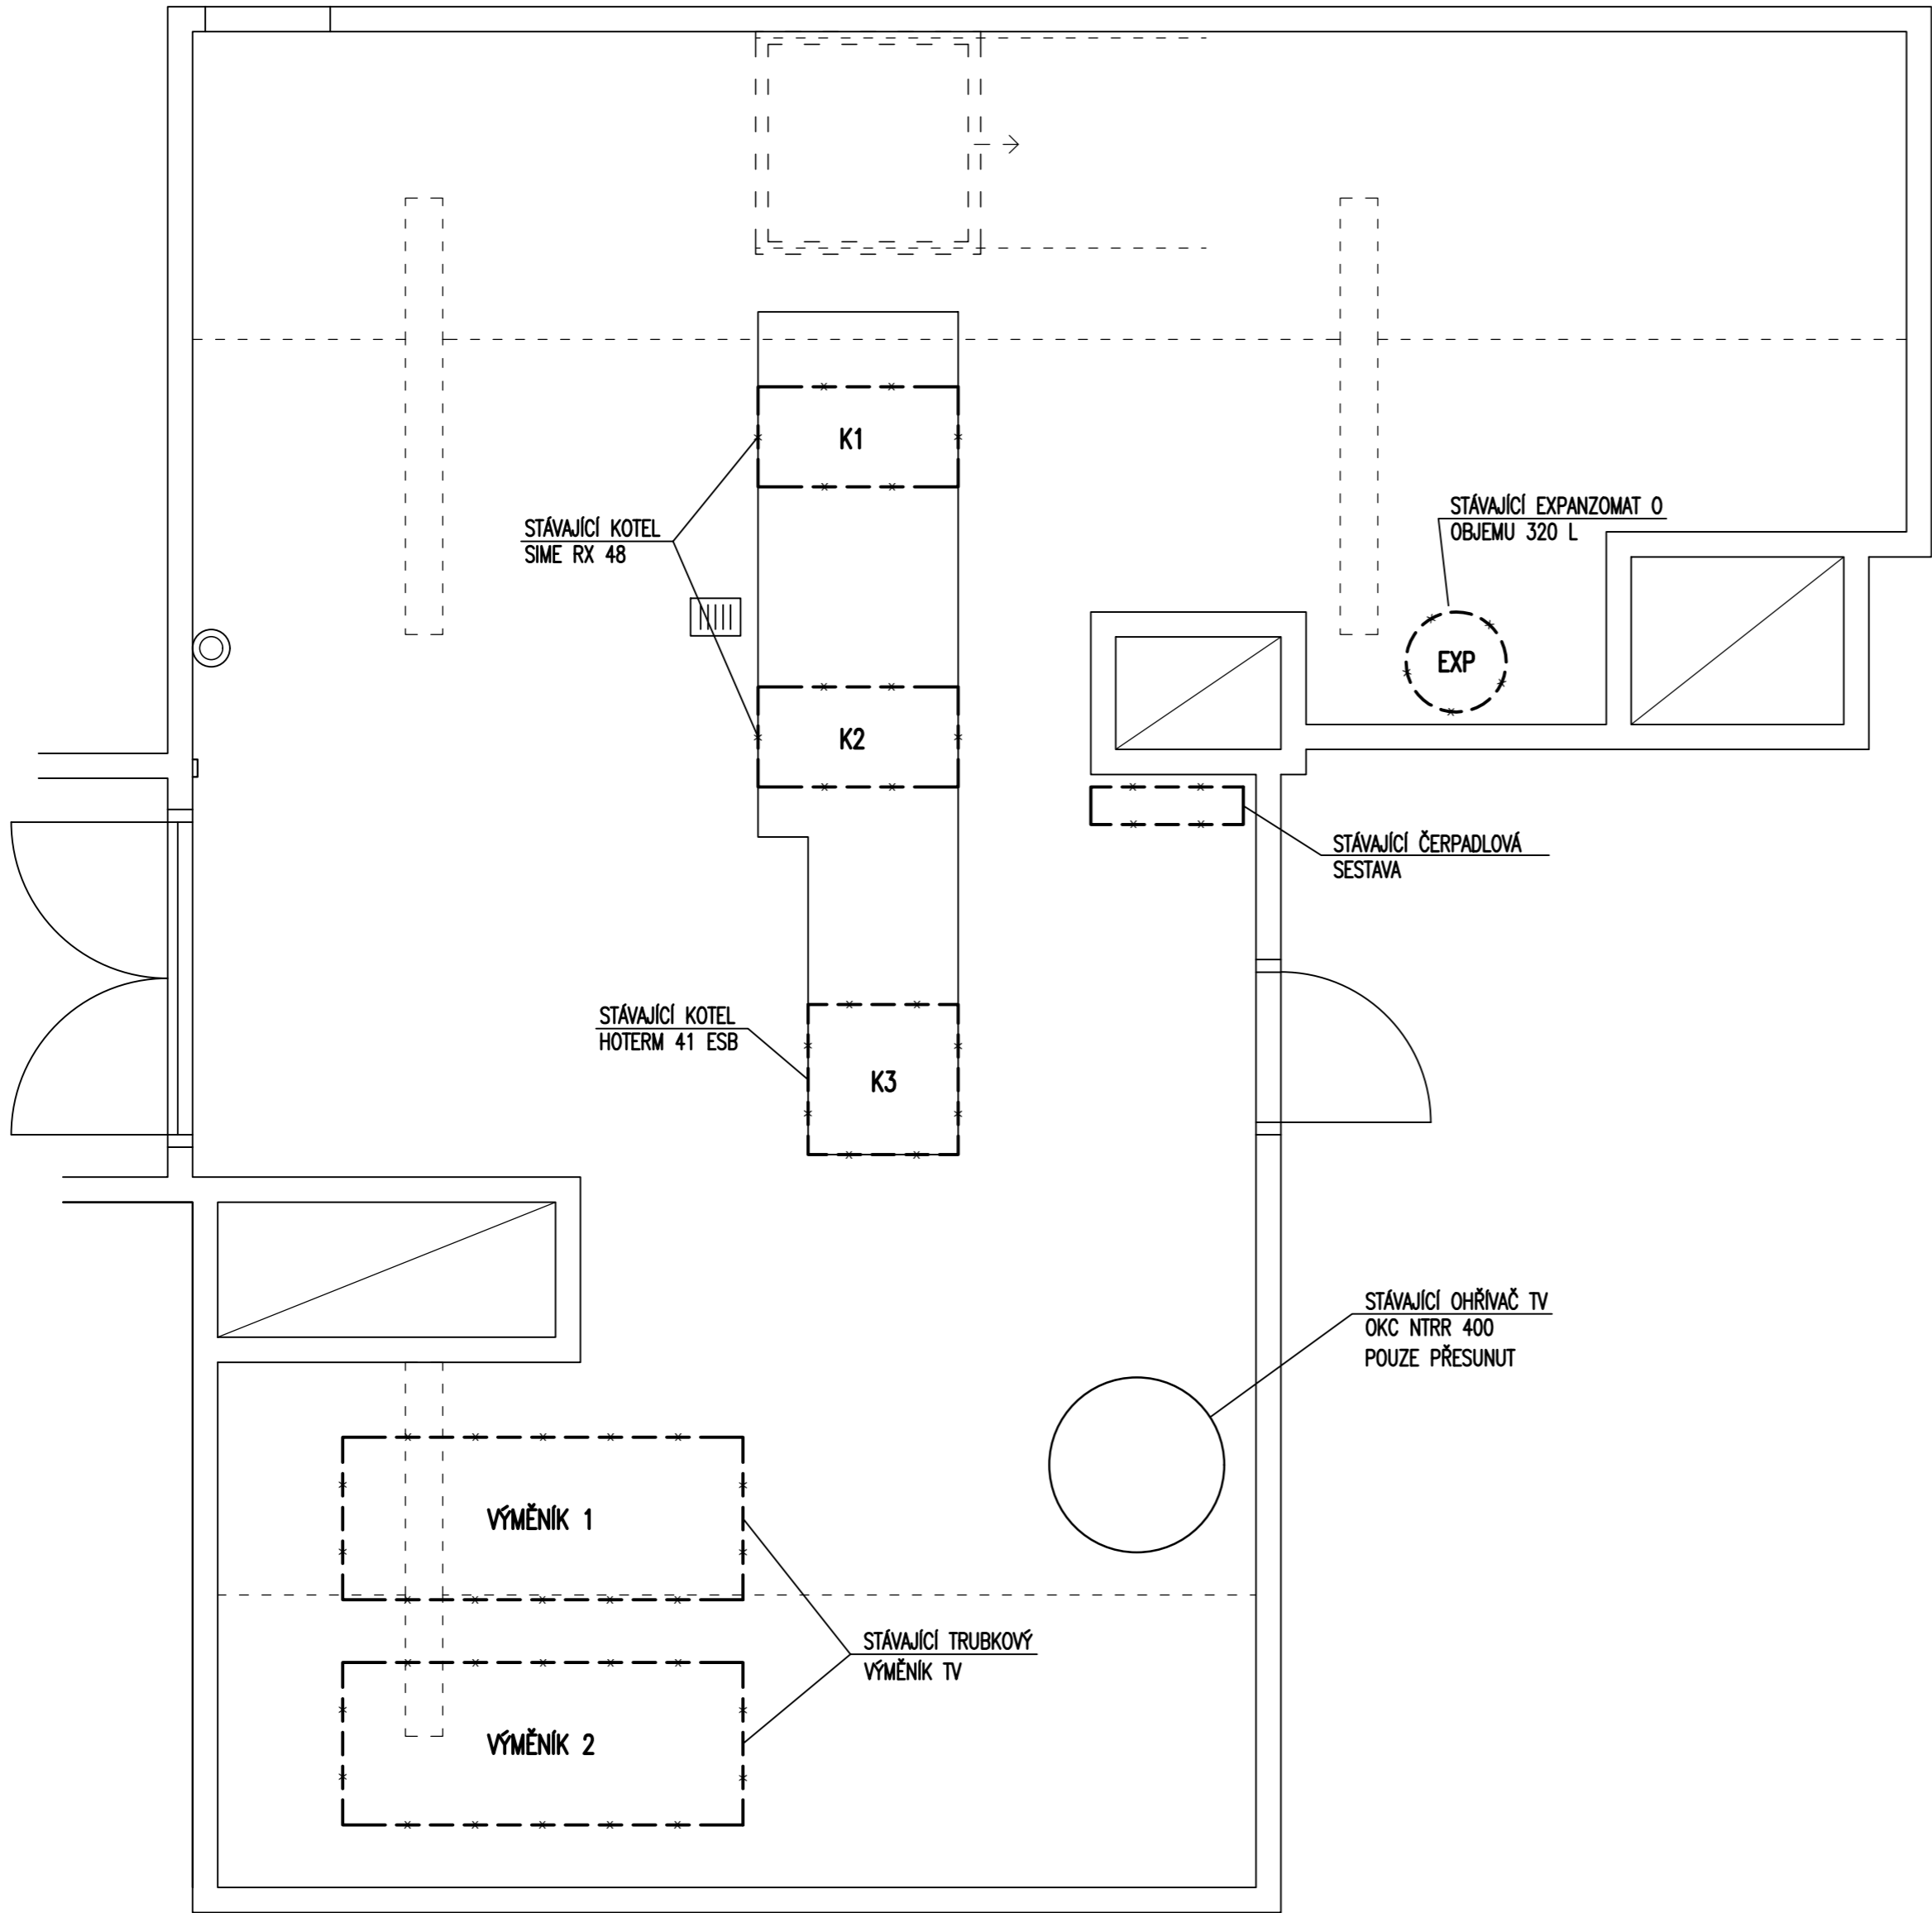 K1
STÁVAJÍCÍ EXPANZOMAT O
OBJEMU 320 L
STÁVAJÍCÍ KOTEL
SIME RX 48
EXP
K2
STÁVAJÍCÍ ČERPADLOVÁ
SESTAVA
STÁVAJÍCÍ KOTEL
HOTERM 41 ESB
K3
STÁVAJÍCÍ OHŘÍVAČ TV
OKC NTRR 400
POUZE PŘESUNUT
VÝMĚNÍK 1
STÁVAJÍCÍ TRUBKOVÝ
VÝMĚNÍK TV
VÝMĚNÍK 2